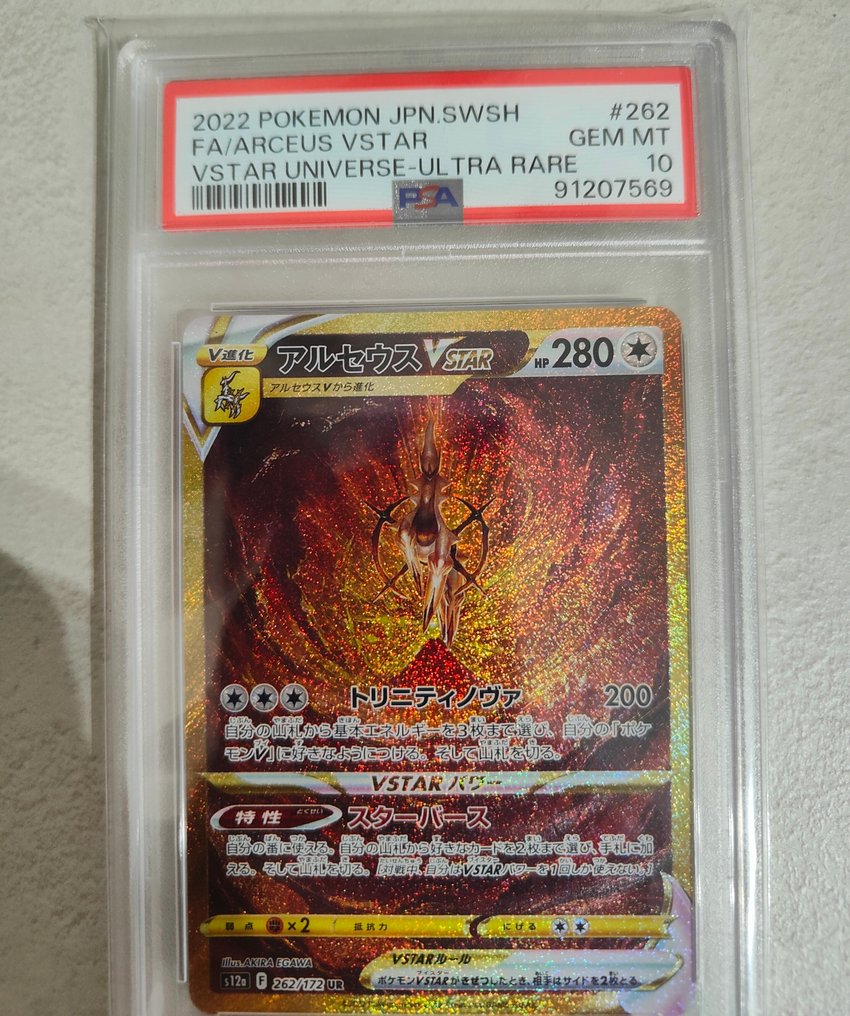 2022 POKEMON JPN.SWSH #262
FA/ARCEUS VSTAR GEM MT
VSTAR UNIVERSE-ULTRA RARE 10
PSA 91207569
V進化 アルセウスVSTAR HP 280
アルセウスVから進化
トリニティノヴァ 200
自分の山札から基本エネルギーを3枚まで選び、自分の「ポケ
モンV」に好きなようにつける。そして山札を切る。
VSTARパワー
特性 とくせい スターバース
自分の番に使える。自分の山札から好きなカードを2枚まで選び、手札に加
える。そして山札を切る。[対戦中、自分はVSTARパワーを1回しか使えない。]
弱点 ×2 抵抗力 にげる
Illus. AKIRA EGAWA
VSTARルール
s12a F 262/172 UR
ポケモンVSTARがきぜつしたとき、相手はサイドを2枚とる。